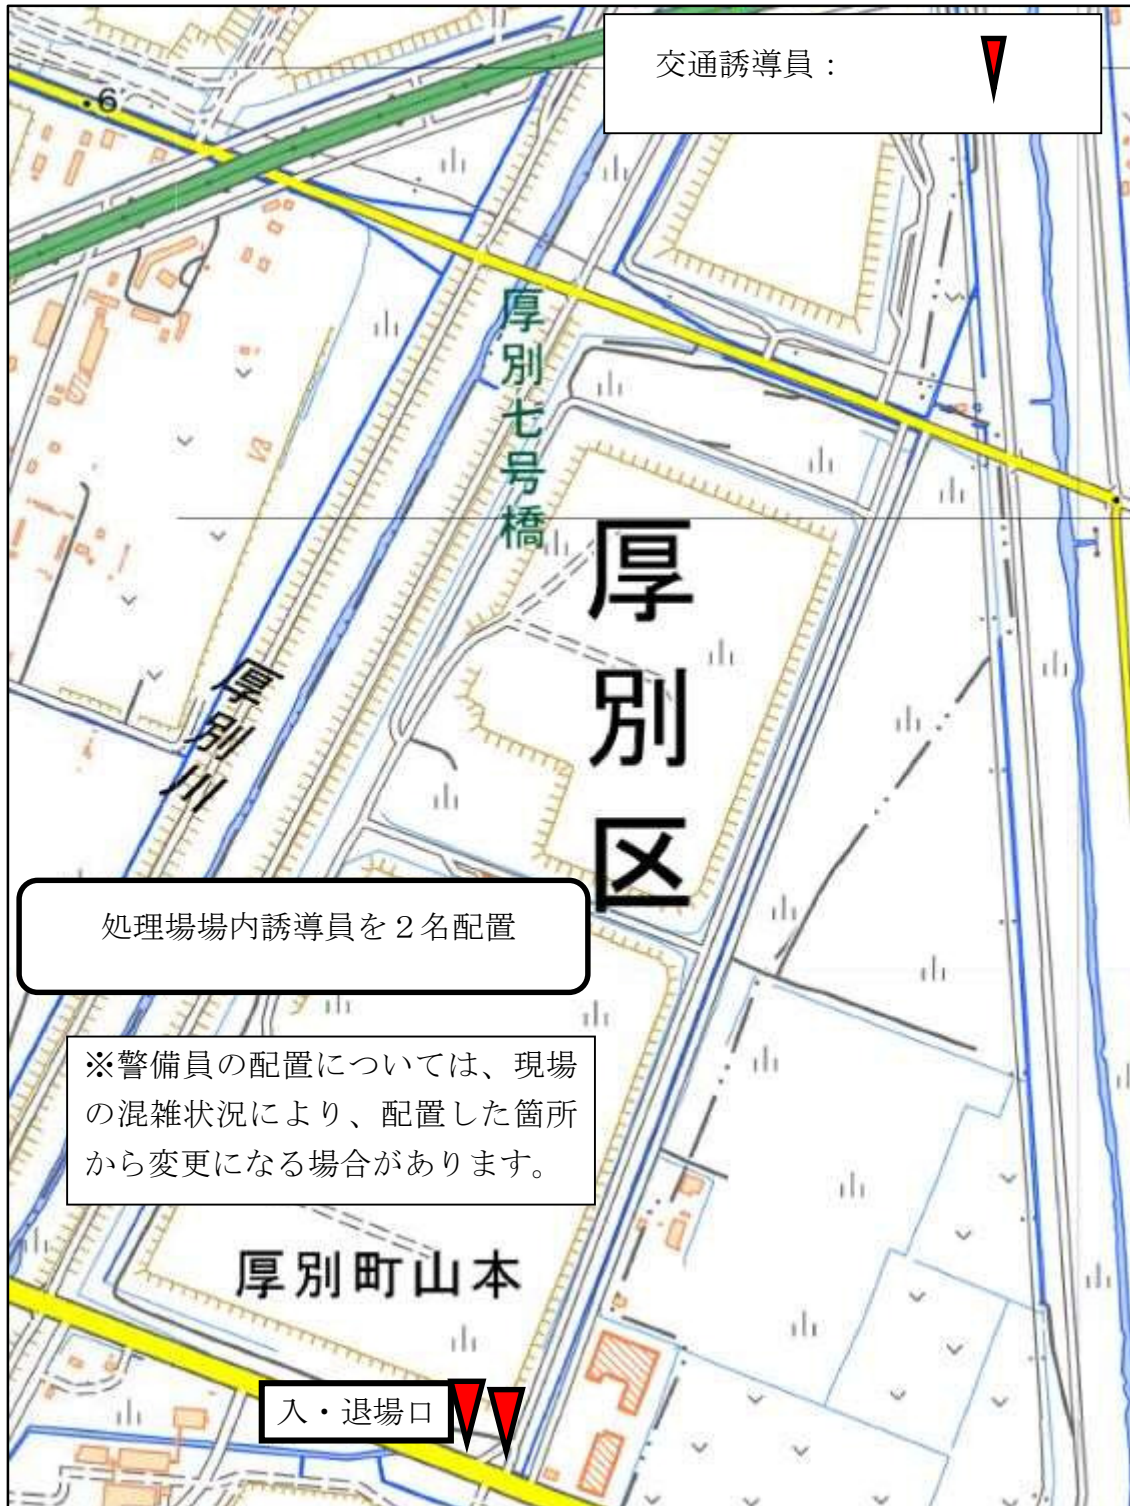 交通誘導員：
.6
厚別七号橋
厚別区
厚別川
処理場場内誘導員を２名配置
※警備員の配置については、現場
の混雑状況により、配置した箇所
から変更になる場合があります。
厚別町山本
入・退場口